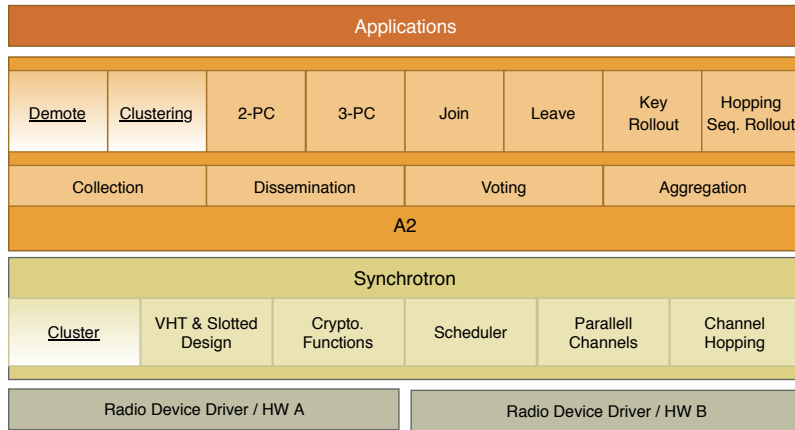 Applications
Demote Clustering 2-PC 3-PC Join Leave Key Rollout Hopping Seq. Rollout
Collection Dissemination Voting Aggregation
A2
Synchrotron
Cluster VHT & Slotted Design Crypto. Functions Scheduler Parallell Channels Channel Hopping
Radio Device Driver / HW A Radio Device Driver / HW B